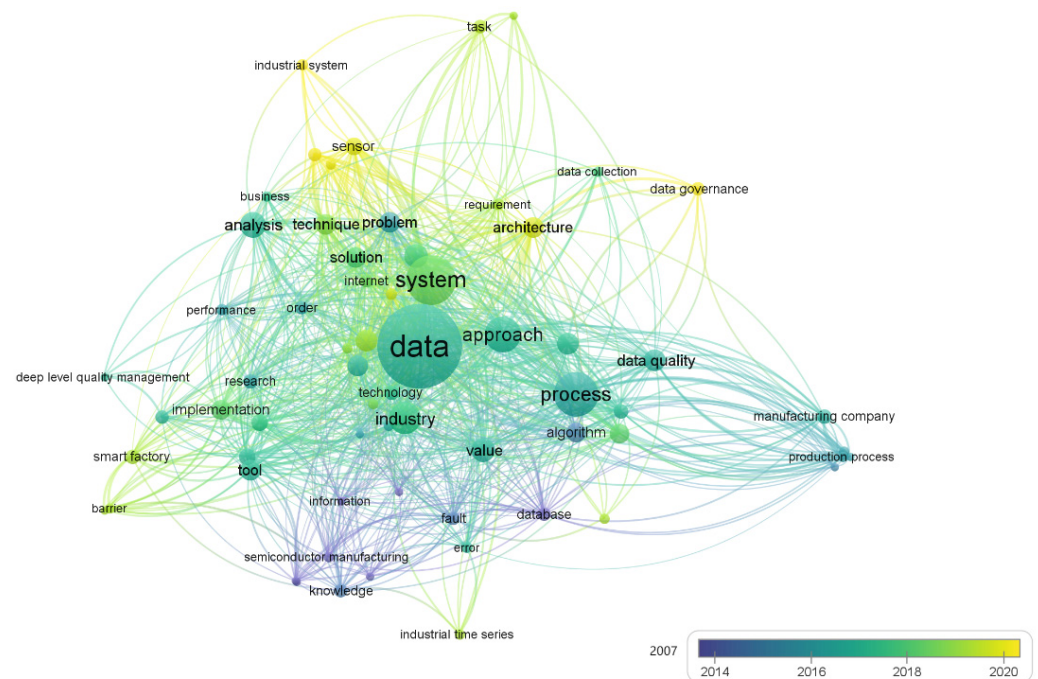 task
industrial system
sensor
data collection
data governance
business
requirement
analysis
technique
problem
architecture
solution
internet
system
performance
order
approach
data
data quality
deep level quality management
research
technology
process
implementation
industry
manufacturing company
algorithm
smart factory
value
production process
tool
barrier
information
database
fault
error
semiconductor manufacturing
knowledge
industrial time series
2007
2014
2016
2018
2020